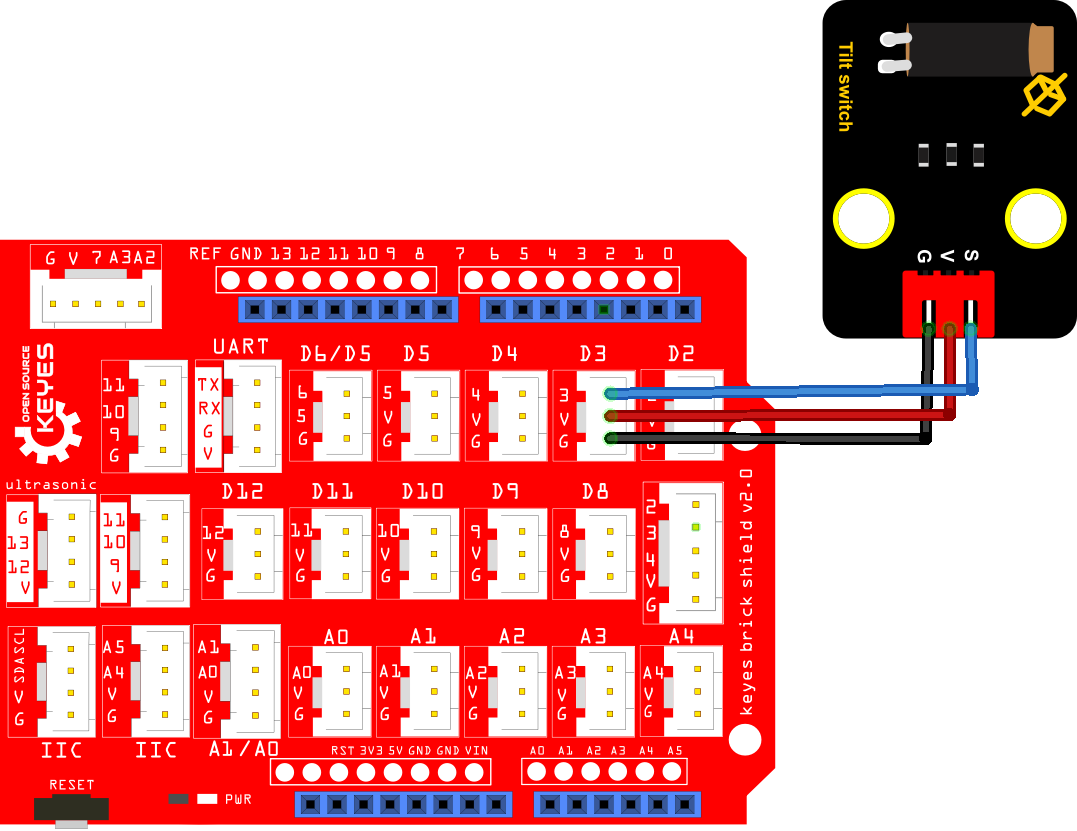 Tilt switch
G V S
G V 7 A3 A2
REF GND 13 12 11 10 9 8
7 6 5 4 3 2 1 0
OPEN SOURCE
KEYES
UART
D6/D5
D5
D4
D3
D2
11
10
9
G
TX
RX
G
V
6
5
G
5
V
G
4
V
G
3
V
G
ultrasonic
D12
D11
D10
D9
D8
G
13
12
V
11
10
9
V
12
V
G
11
V
G
10
V
G
9
V
G
8
V
G
2
3
4
V
G
keyes brick shield v2.0
A0
A1
A2
A3
A4
SCL
SDA
V
G
A5
A4
V
G
A1
A0
V
G
A0
V
G
A1
V
G
A2
V
G
A3
V
G
A4
V
G
IIC
IIC
A1/A0
RST 3V3 5V GND GND VIN
A0 A1 A2 A3 A4 A5
RESET
PWR